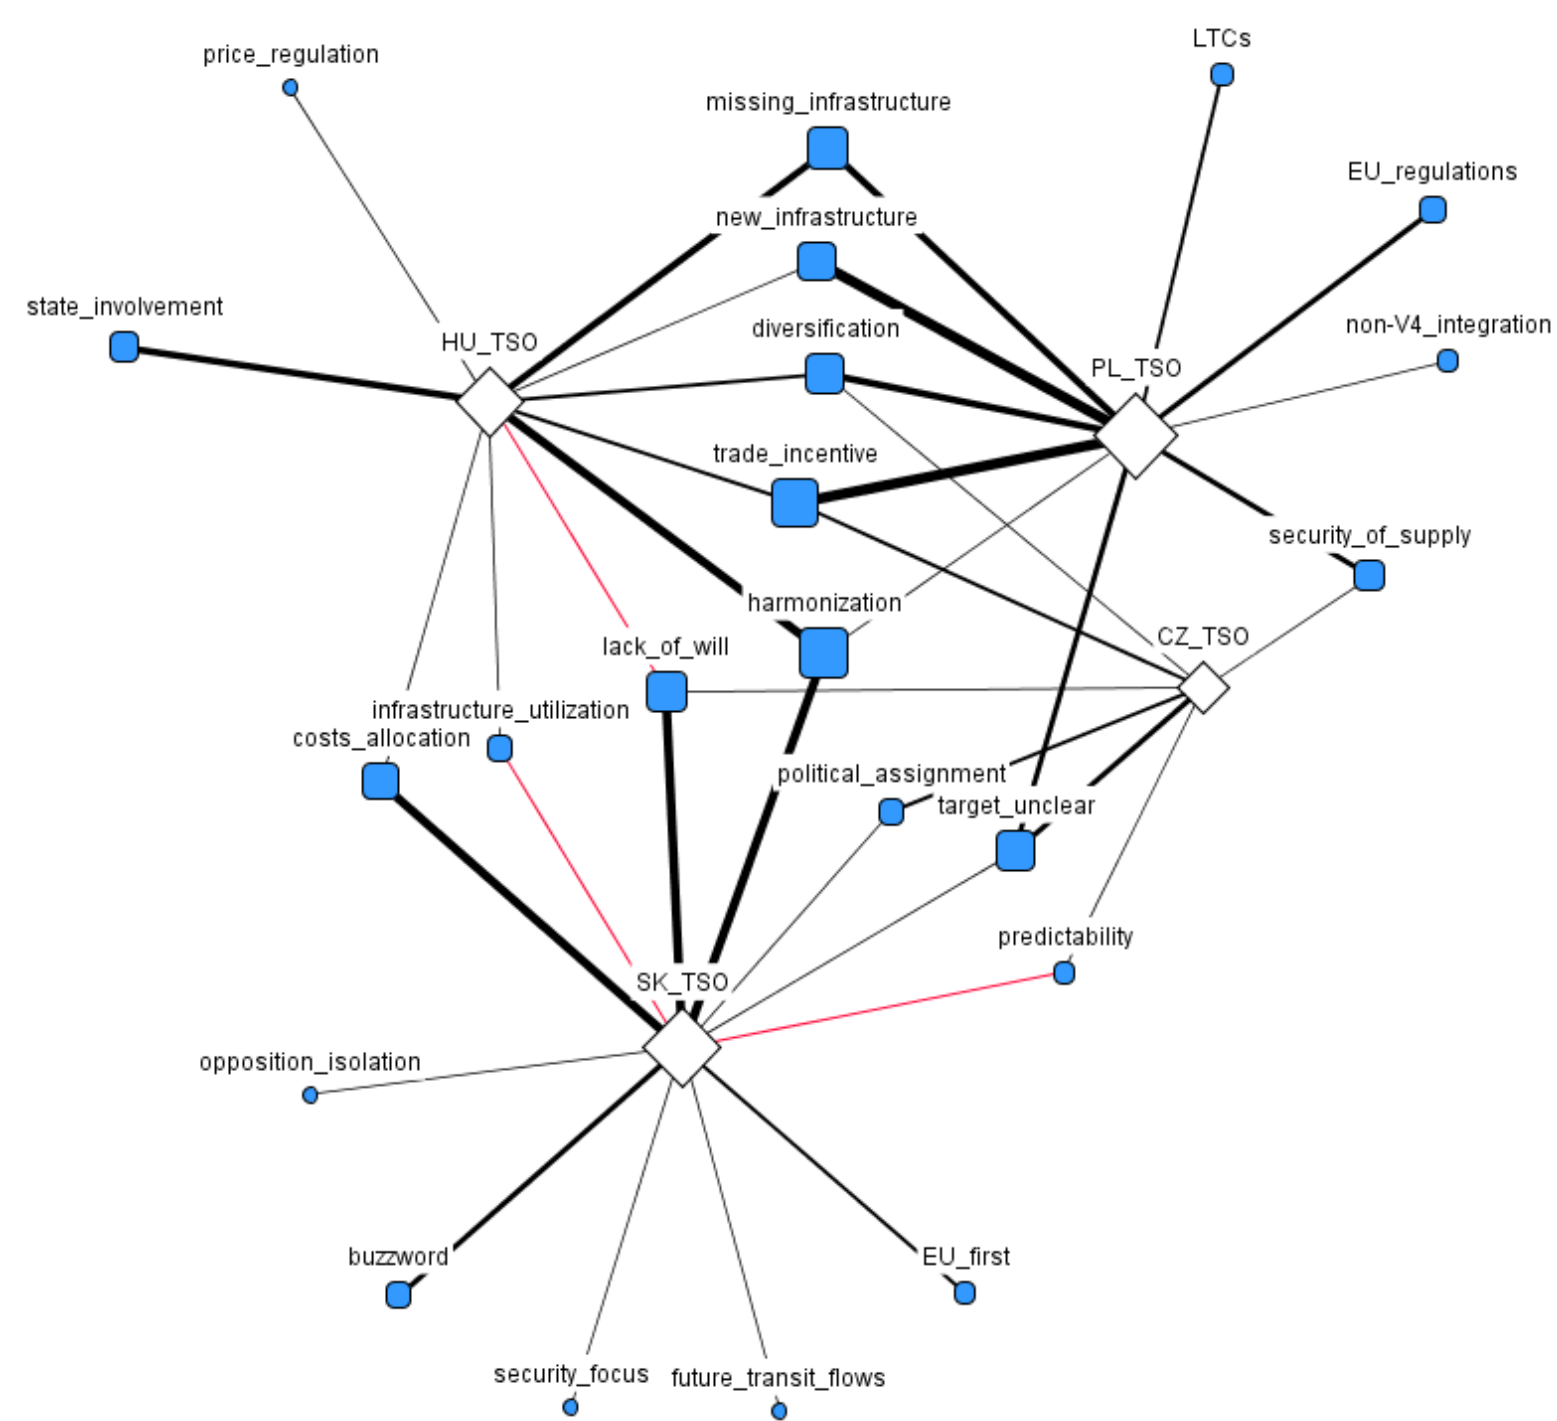 LTCs
price_regulation
missing_infrastructure
EU_regulations
new_infrastructure
state_involvement
non-V4_integration
diversification
HU_TSO
PL_TSO
trade_incentive
security_of_supply
harmonization
CZ_TSO
lack_of_will
infrastructure_utilization
costs_allocation
political_assignment
target_unclear
predictability
SK_TSO
opposition_isolation
buzzword
EU_first
security_focus
future_transit_flows